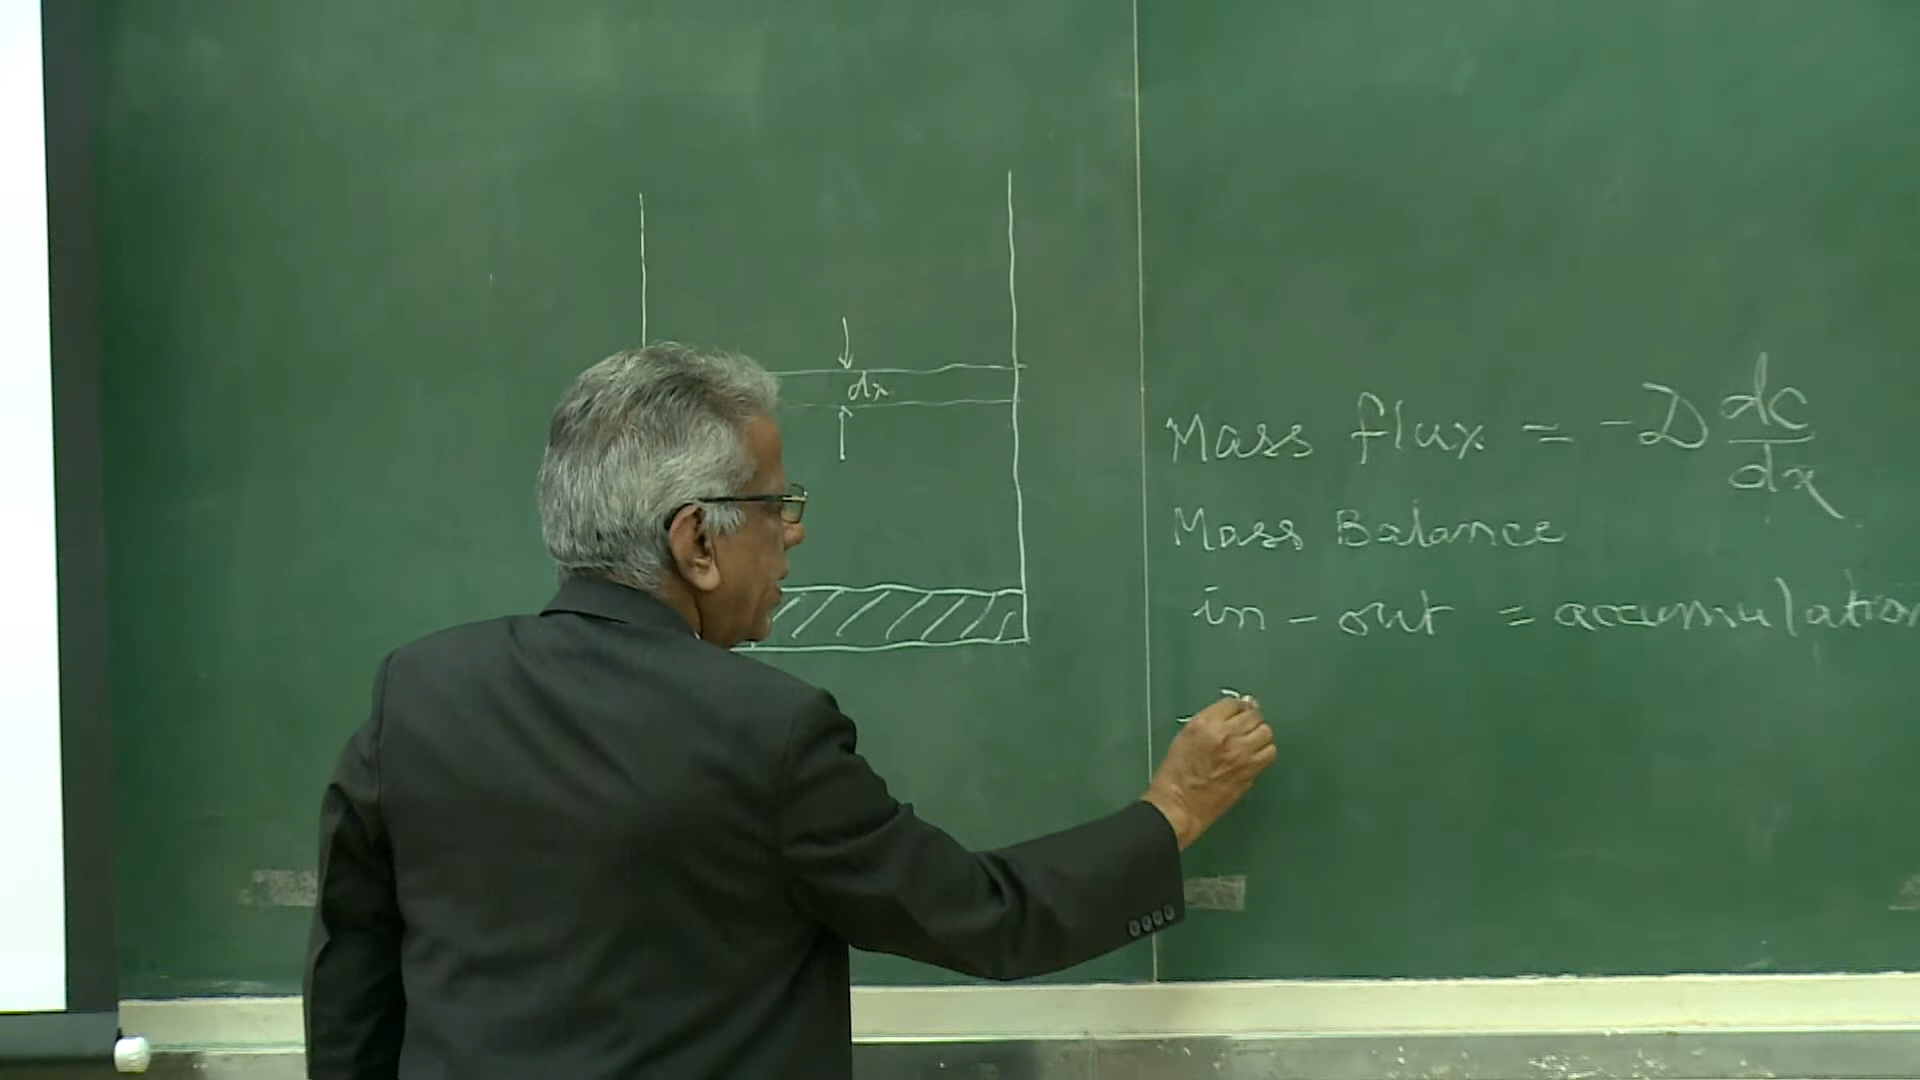 dx
Mass flux = -D dc/dx
Mass Balance
in - out = accumulation